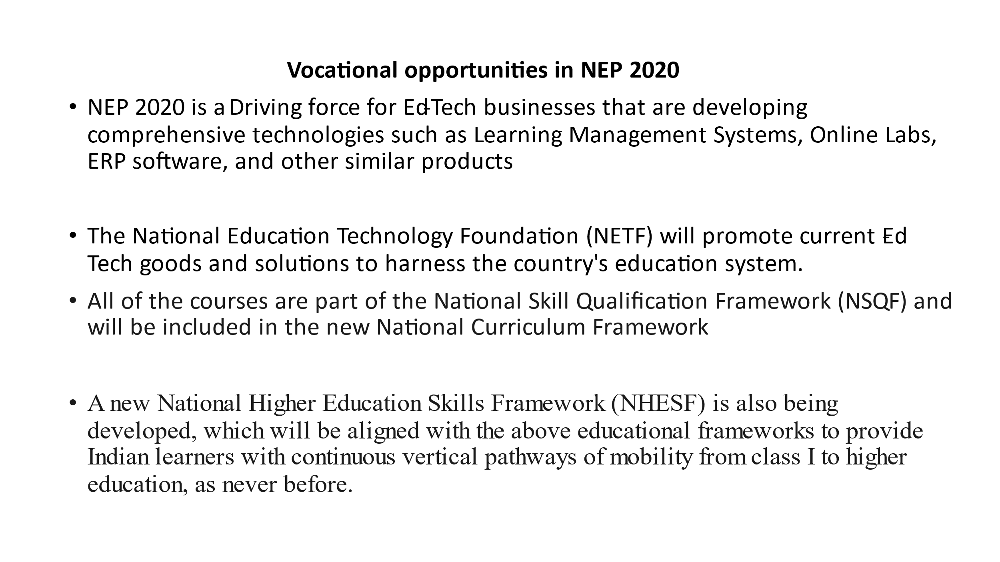 Vocational opportunities in NEP 2020
• NEP 2020 is a Driving force for Ed-Tech businesses that are developing
comprehensive technologies such as Learning Management Systems, Online Labs,
ERP software, and other similar products
• The National Education Technology Foundation (NETF) will promote current Ed-
Tech goods and solutions to harness the country's education system.
• All of the courses are part of the National Skill Qualification Framework (NSQF) and
will be included in the new National Curriculum Framework
• A new National Higher Education Skills Framework (NHESF) is also being
developed, which will be aligned with the above educational frameworks to provide
Indian learners with continuous vertical pathways of mobility from class I to higher
education, as never before.